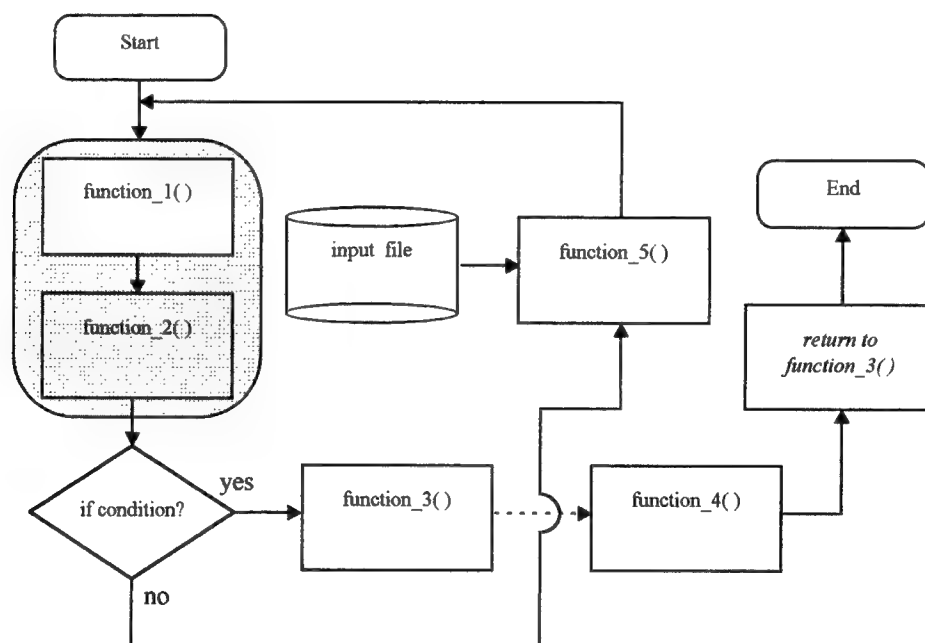 Start
function_1( )
End
input file
function_5( )
function_2( )
return to
function_3( )
if condition?
yes
function_3( )
function_4( )
no